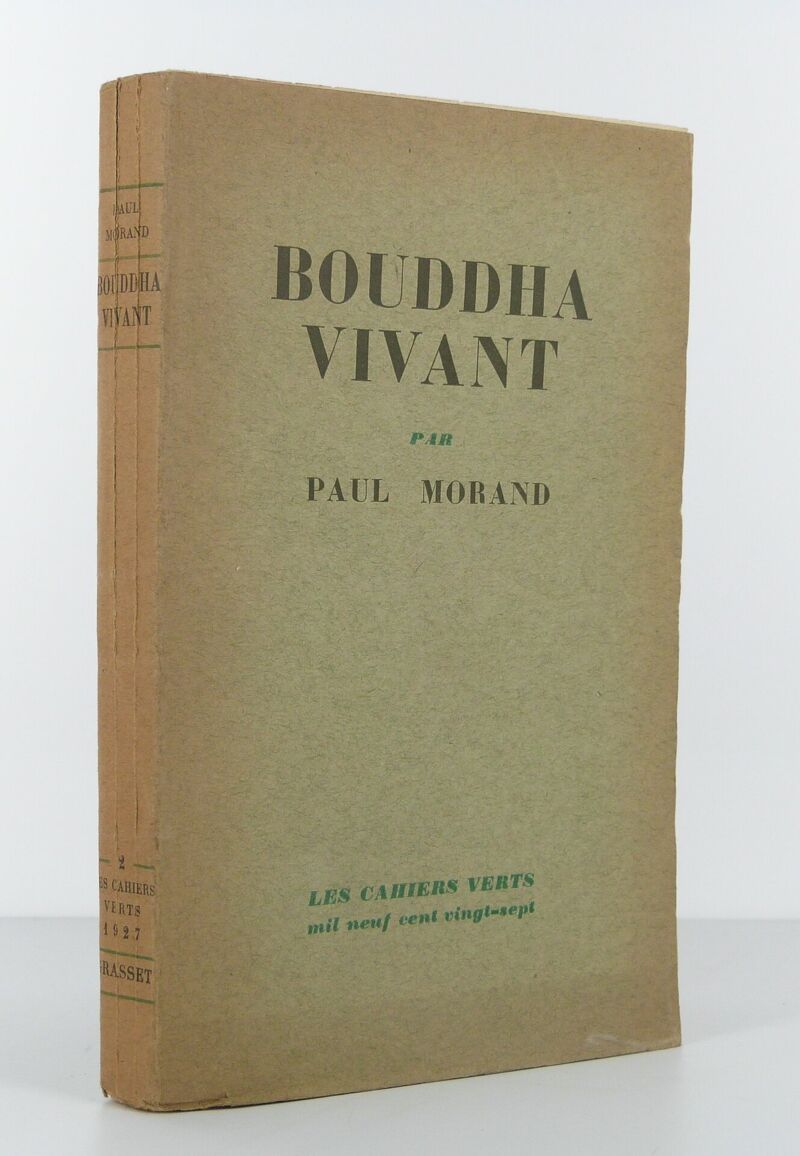 BOUDDHA
VIVANT
PAR
PAUL MORAND
LES CAHIERS VERTS
mil neuf cent vingt-sept
PAUL
MORAND
BOUDDHA
VIVANT
2
ES CAHIERS
VERTS
1927
GRASSET